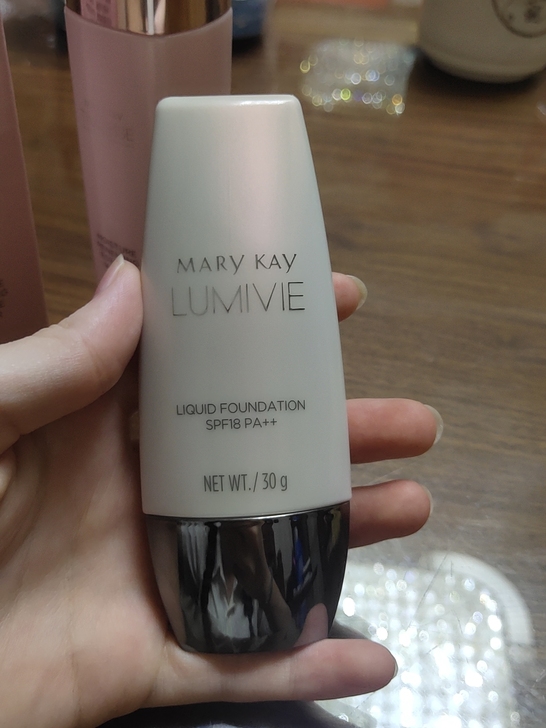 MARY KAY
LUMIVIE
LIQUID FOUNDATION
SPF18 PA++
NET WT./ 30 g